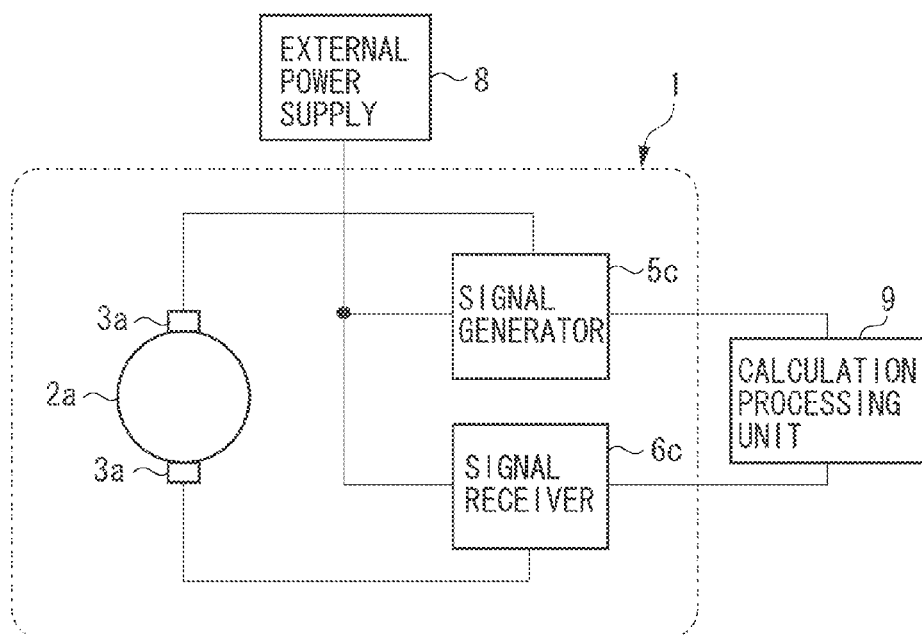 EXTERNAL
POWER
SUPPLY
8
1
5c
SIGNAL
GENERATOR
3a
9
2a
CALCULATION
PROCESSING
UNIT
3a
6c
SIGNAL
RECEIVER